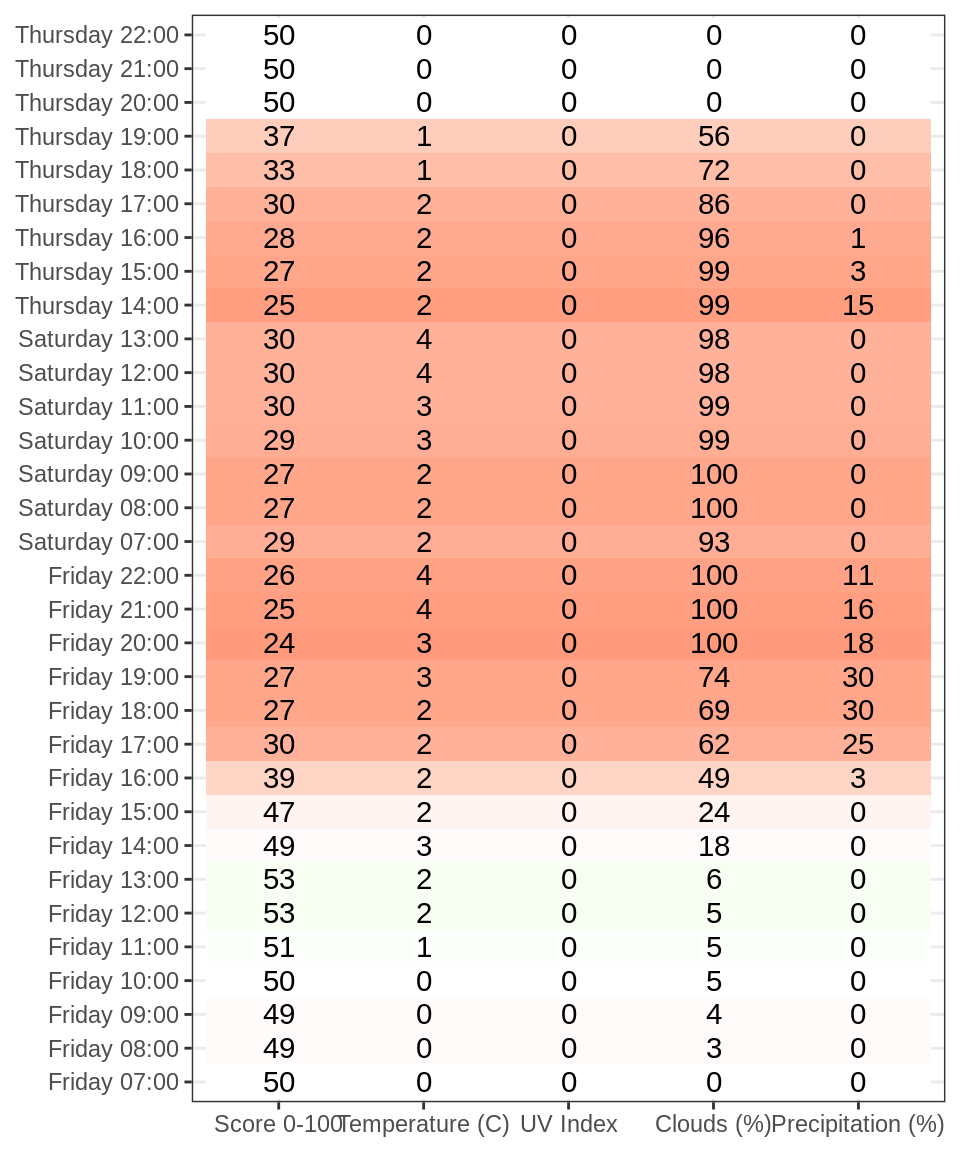 Thursday 22:00 50 0 0 0 0
Thursday 21:00 50 0 0 0 0
Thursday 20:00 50 0 0 0 0
Thursday 19:00 37 1 0 56 0
Thursday 18:00 33 1 0 72 0
Thursday 17:00 30 2 0 86 0
Thursday 16:00 28 2 0 96 1
Thursday 15:00 27 2 0 99 3
Thursday 14:00 25 2 0 99 15
Saturday 13:00 30 4 0 98 0
Saturday 12:00 30 4 0 98 0
Saturday 11:00 30 3 0 99 0
Saturday 10:00 29 3 0 99 0
Saturday 09:00 27 2 0 100 0
Saturday 08:00 27 2 0 100 0
Saturday 07:00 29 2 0 93 0
Friday 22:00 26 4 0 100 11
Friday 21:00 25 4 0 100 16
Friday 20:00 24 3 0 100 18
Friday 19:00 27 3 0 74 30
Friday 18:00 27 2 0 69 30
Friday 17:00 30 2 0 62 25
Friday 16:00 39 2 0 49 3
Friday 15:00 47 2 0 24 0
Friday 14:00 49 3 0 18 0
Friday 13:00 53 2 0 6 0
Friday 12:00 53 2 0 5 0
Friday 11:00 51 1 0 5 0
Friday 10:00 50 0 0 5 0
Friday 09:00 49 0 0 4 0
Friday 08:00 49 0 0 3 0
Friday 07:00 50 0 0 0 0
Score 0-100 Temperature (C) UV Index Clouds (%) Precipitation (%)